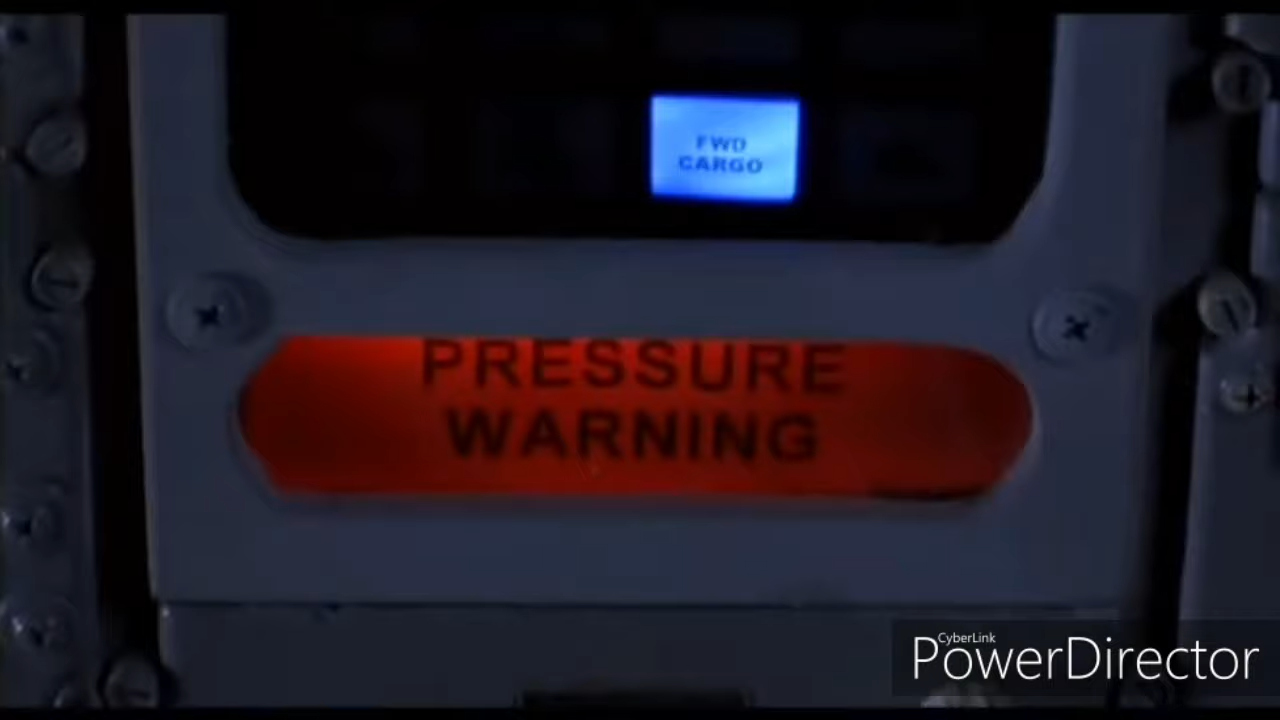 FWD
CARGO
PRESSURE
WARNING
CyberLink
PowerDirector